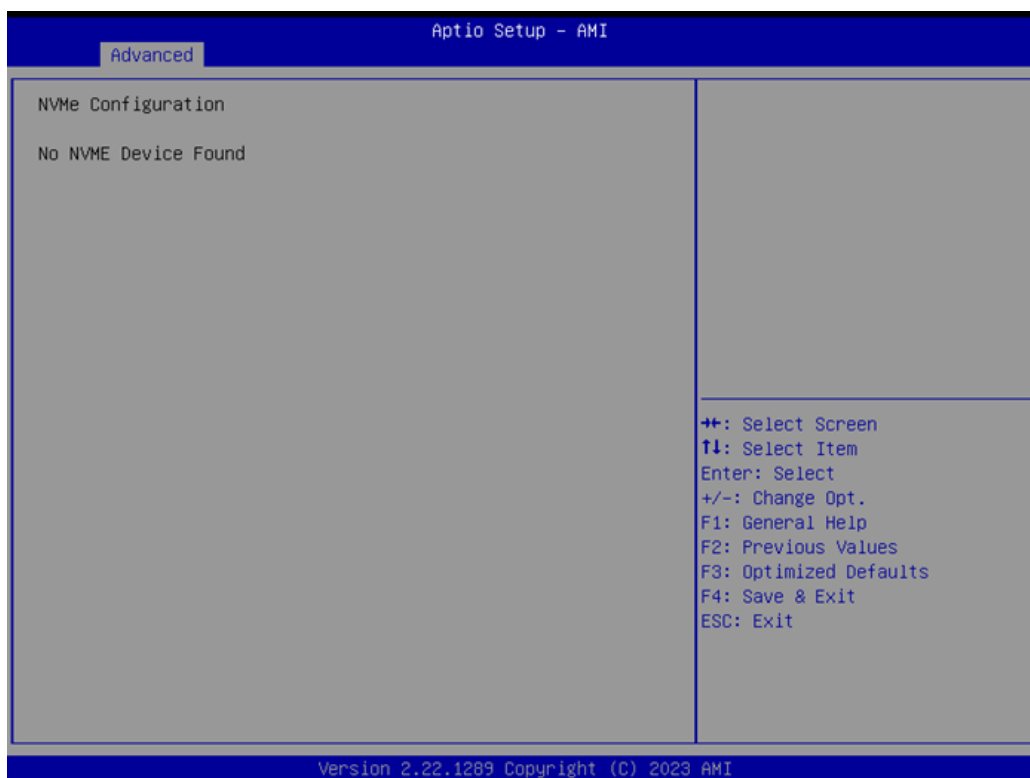 Aptio Setup – AMI
Advanced
NVMe Configuration
No NVME Device Found
→←: Select Screen
↑↓: Select Item
Enter: Select
+/-: Change Opt.
F1: General Help
F2: Previous Values
F3: Optimized Defaults
F4: Save & Exit
ESC: Exit
Version 2.22.1289 Copyright (C) 2023 AMI